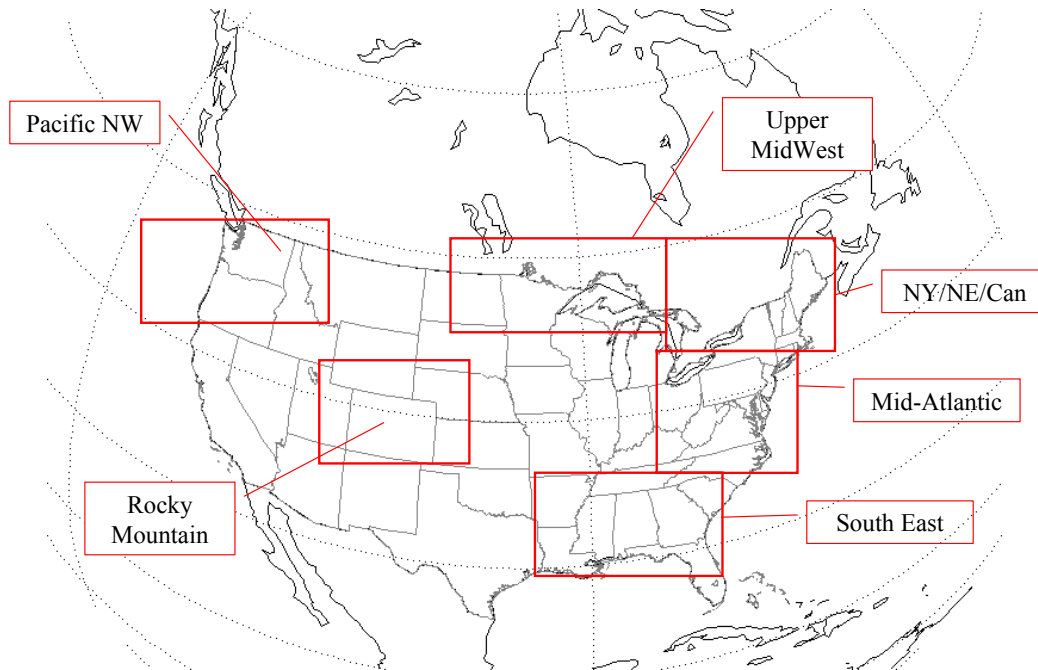 Pacific NW
Upper
MidWest
NY/NE/Can
Mid-Atlantic
Rocky
Mountain
South East